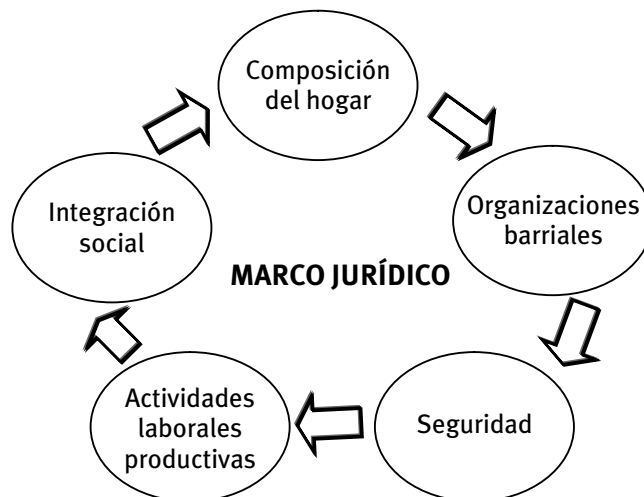 Composición
del hogar
Organizaciones
barriales
Seguridad
Actividades
laborales
productivas
Integración
social
MARCO JURÍDICO